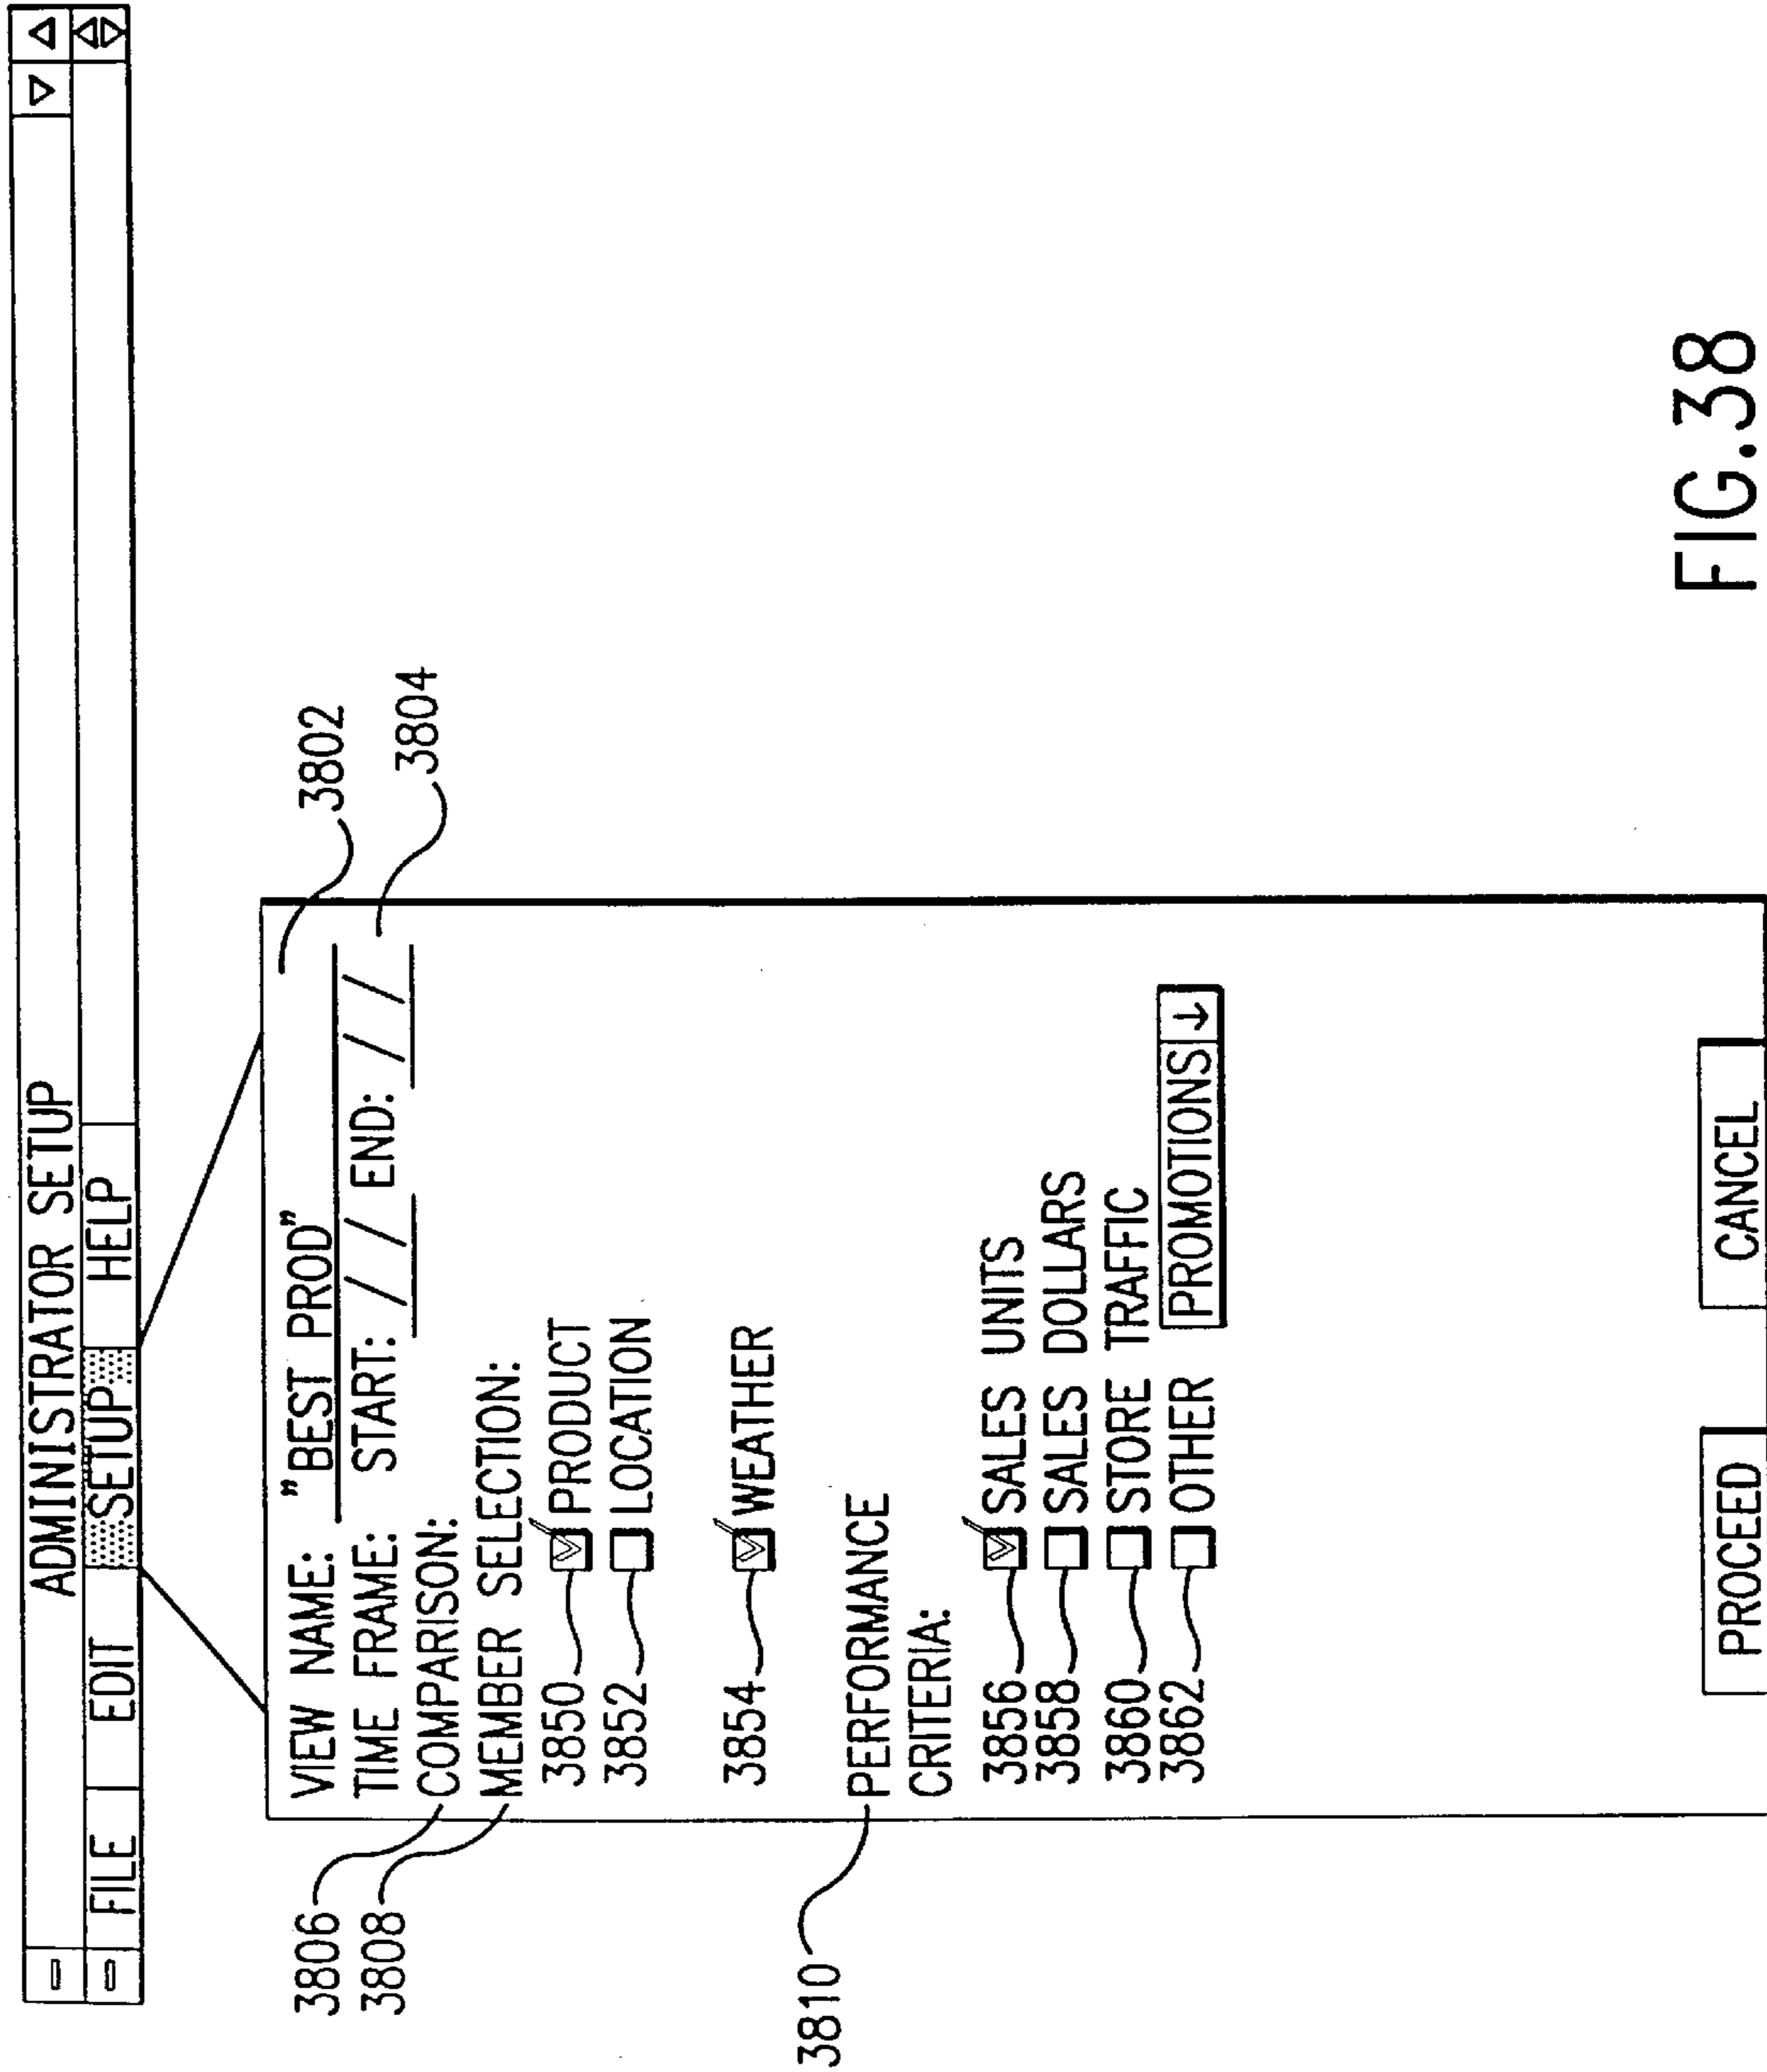 ADMINISTRATOR SETUP
FILE EDIT SETUP HELP
3802
VIEW NAME: "BEST PROD"
3804
TIME FRAME: START: / / END: / /
3806 COMPARISON:
3808 MEMBER SELECTION:
3850 PRODUCT
3852 LOCATION
3854 WEATHER
3810 PERFORMANCE
CRITERIA:
3856 SALES UNITS
3858 SALES DOLLARS
3860 STORE TRAFFIC
3862 OTHER PROMOTIONS
PROCEED CANCEL
FIG.38